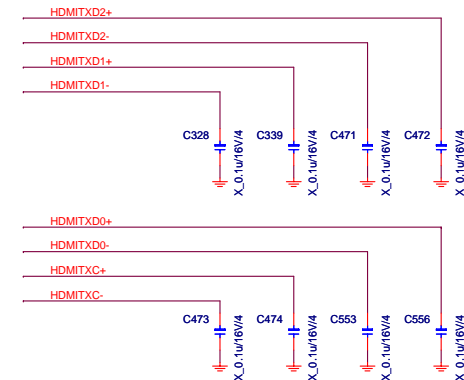 HDMITXD2+
HDMITXD2-
HDMITXD1+
HDMITXD1-
C328 X_0.1u/16V/4 C339 X_0.1u/16V/4 C471 X_0.1u/16V/4 C472 X_0.1u/16V/4
HDMITXD0+
HDMITXD0-
HDMITXC+
HDMITXC-
C473 X_0.1u/16V/4 C474 X_0.1u/16V/4 C553 X_0.1u/16V/4 C556 X_0.1u/16V/4